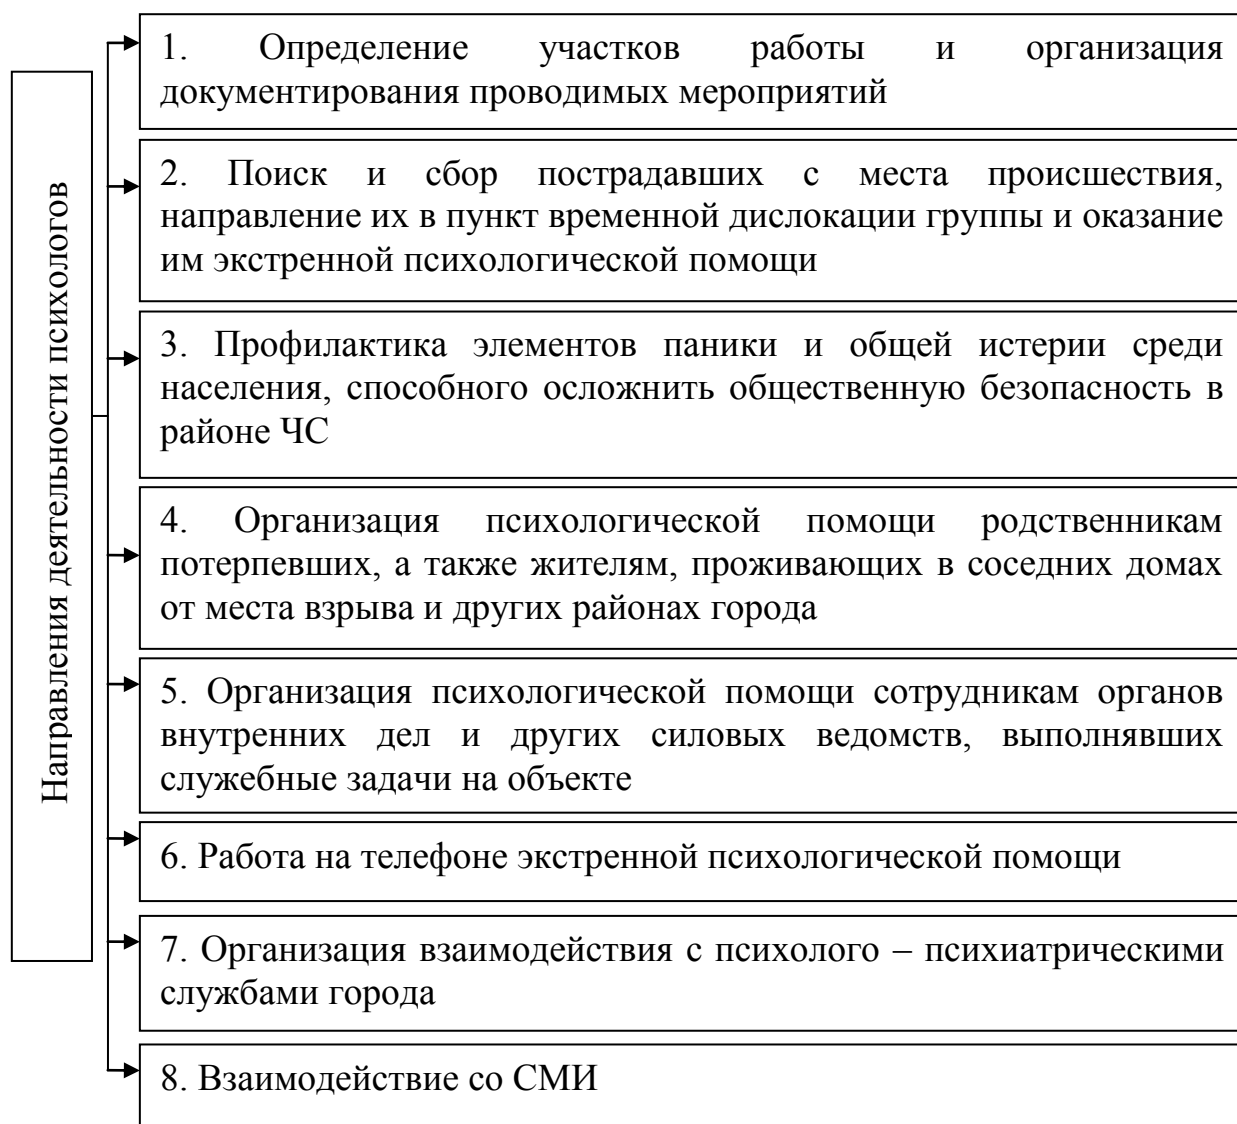 Направления деятельности психологов
1. Определение участков работы и организация
документирования проводимых мероприятий
2. Поиск и сбор пострадавших с места происшествия,
направление их в пункт временной дислокации группы и оказание
им экстренной психологической помощи
3. Профилактика элементов паники и общей истерии среди
населения, способного осложнить общественную безопасность в
районе ЧС
4. Организация психологической помощи родственникам
потерпевших, а также жителям, проживающих в соседних домах
от места взрыва и других районах города
5. Организация психологической помощи сотрудникам органов
внутренних дел и других силовых ведомств, выполнявших
служебные задачи на объекте
6. Работа на телефоне экстренной психологической помощи
7. Организация взаимодействия с психолого – психиатрическими
службами города
8. Взаимодействие со СМИ